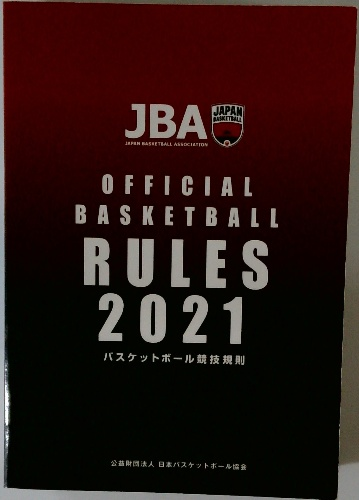 JBA
JAPAN BASKETBALL ASSOCIATION
JAPAN
BASKETBALL
OFFICIAL
BASKETBALL
RULES
2021
バスケットボール競技規則
公益財団法人 日本バスケットボール協会